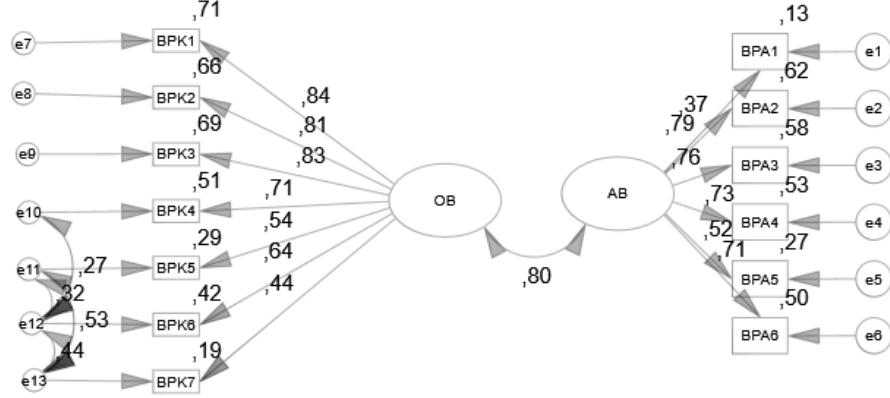 ,71
,13
e7 BPK1 BPA1 e1
,66
,62
e8 BPK2 ,84 ,37 BPA2 e2
,69 ,81 ,79 ,58
e9 BPK3 ,83 ,76 BPA3 e3
,51 ,71 ,73 ,53
e10 BPK4 OB AB BPA4 e4
,29 ,54 ,52 ,27
e11 ,27 BPK5 ,64 ,80 ,71 BPA5 e5
,32 ,42 ,44 ,50
e12 ,53 BPK6 BPA6 e6
,44 ,19
e13 BPK7